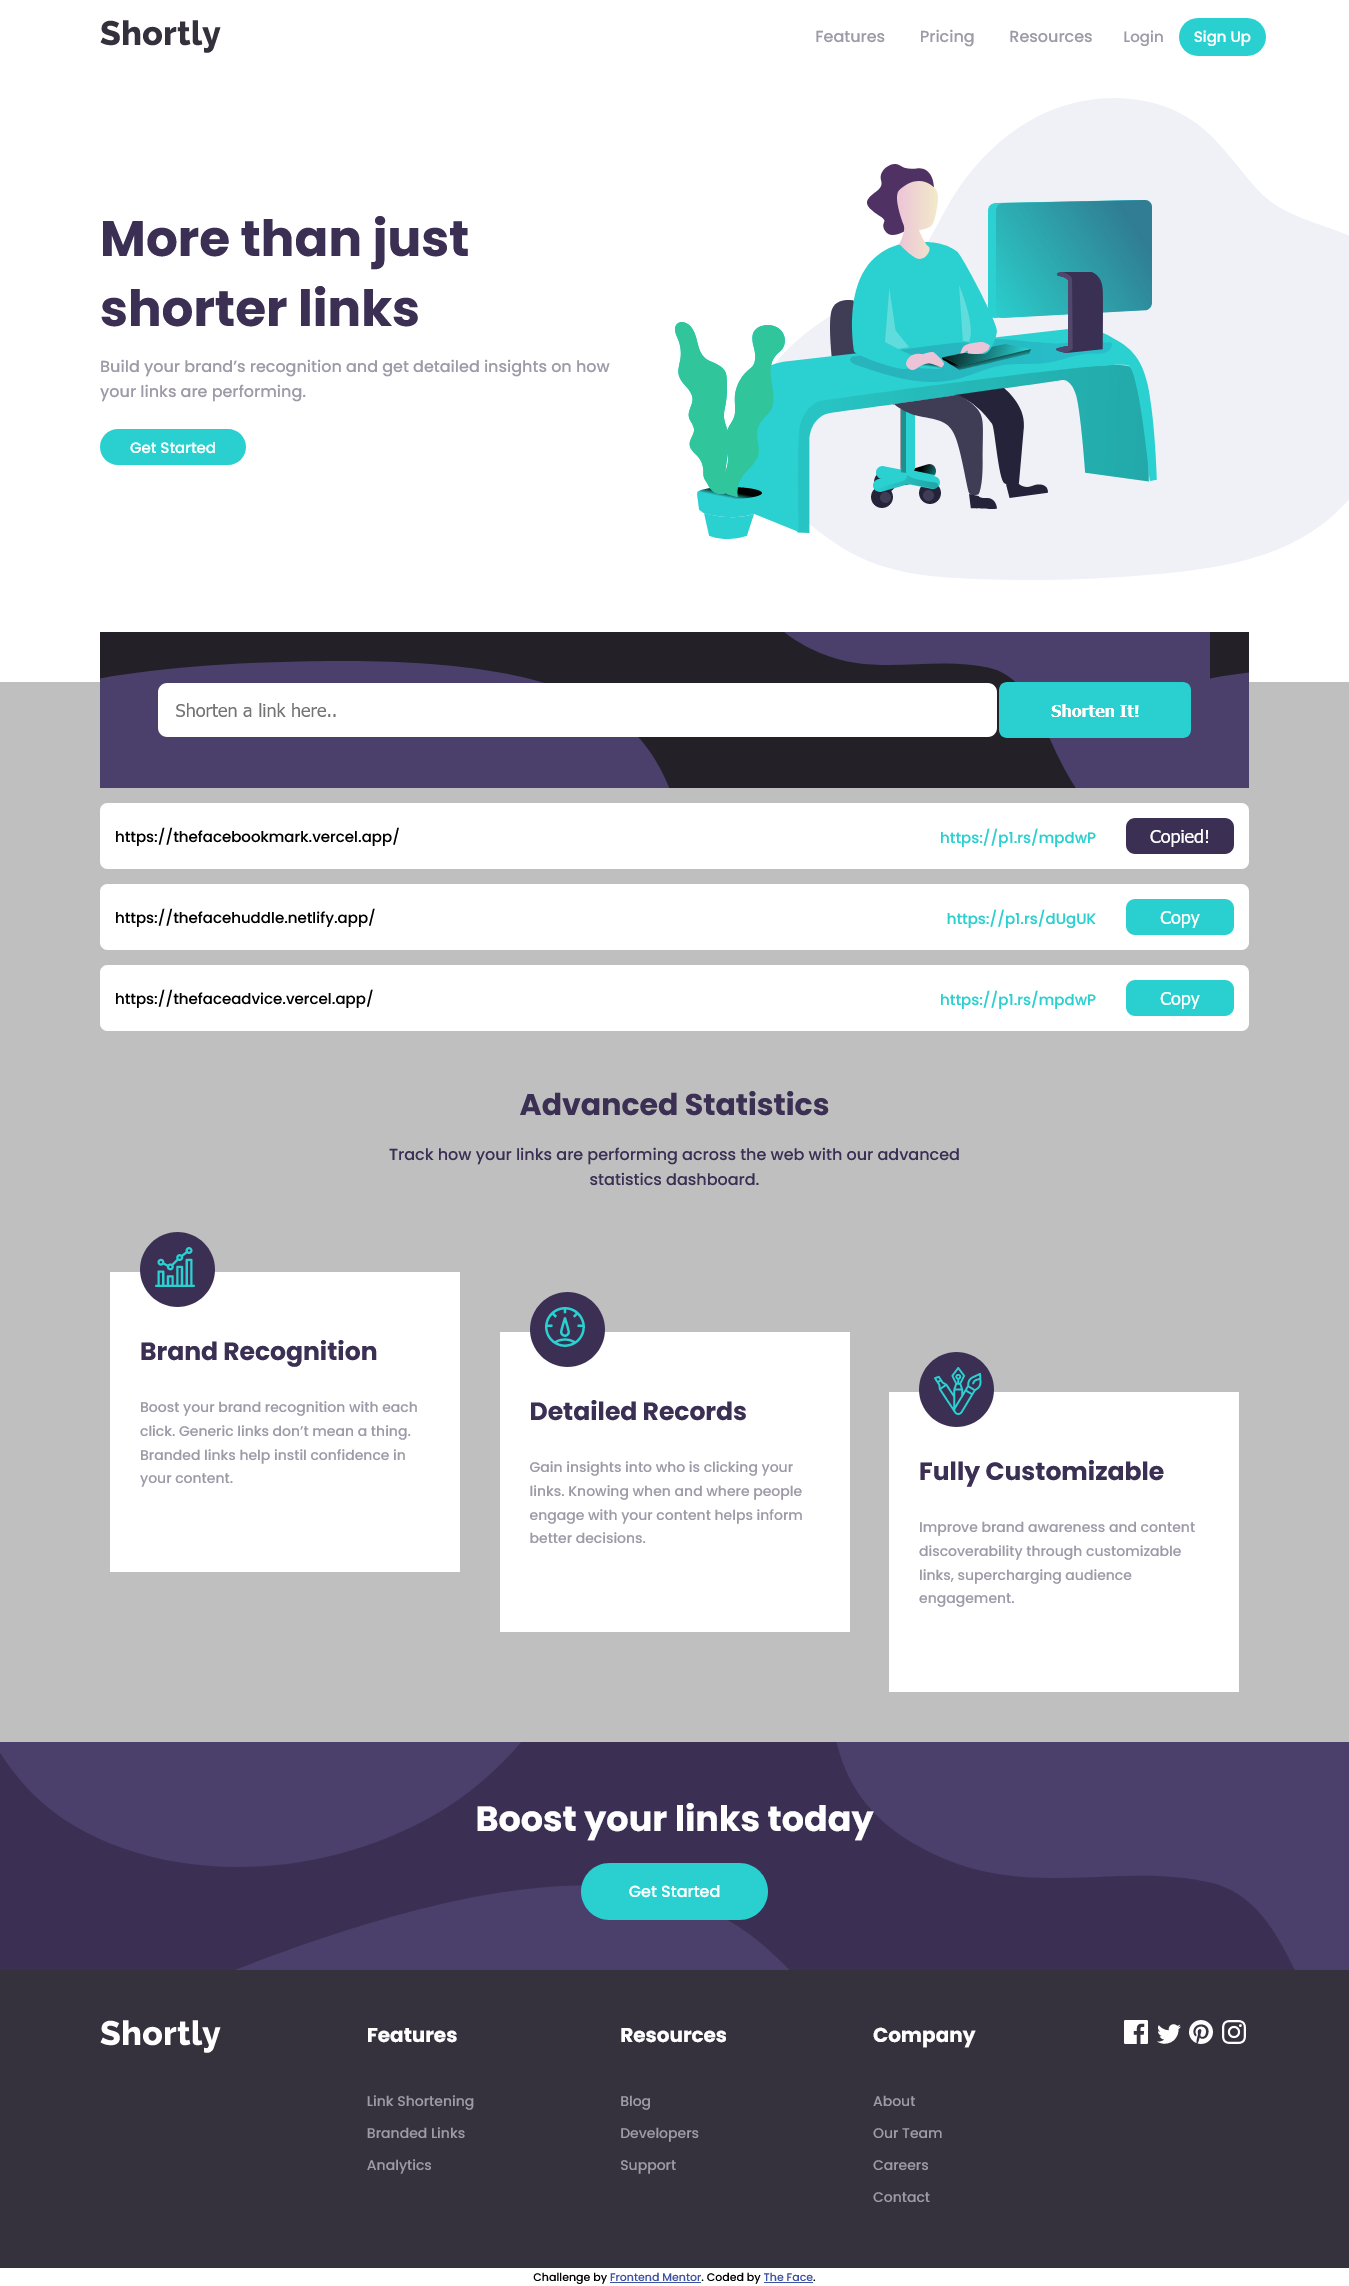 Shortly
Features Pricing Resources Login Sign Up
More than just
shorter links
Build your brand’s recognition and get detailed insights on how
your links are performing.
Get Started
Shorten a link here..
Shorten It!
https://thefacebookmark.vercel.app/
https://p1.rs/mpdwP
Copied!
https://thefacehuddle.netlify.app/
https://p1.rs/dUgUK
Copy
https://thefaceadvice.vercel.app/
https://p1.rs/mpdwP
Copy
Advanced Statistics
Track how your links are performing across the web with our advanced
statistics dashboard.
Brand Recognition
Boost your brand recognition with each
click. Generic links don’t mean a thing.
Branded links help instil confidence in
your content.
Detailed Records
Gain insights into who is clicking your
links. Knowing when and where people
engage with your content helps inform
better decisions.
Fully Customizable
Improve brand awareness and content
discoverability through customizable
links, supercharging audience
engagement.
Boost your links today
Get Started
Shortly
Features
Link Shortening
Branded Links
Analytics
Resources
Blog
Developers
Support
Company
About
Our Team
Careers
Contact
Challenge by Frontend Mentor. Coded by The Face.